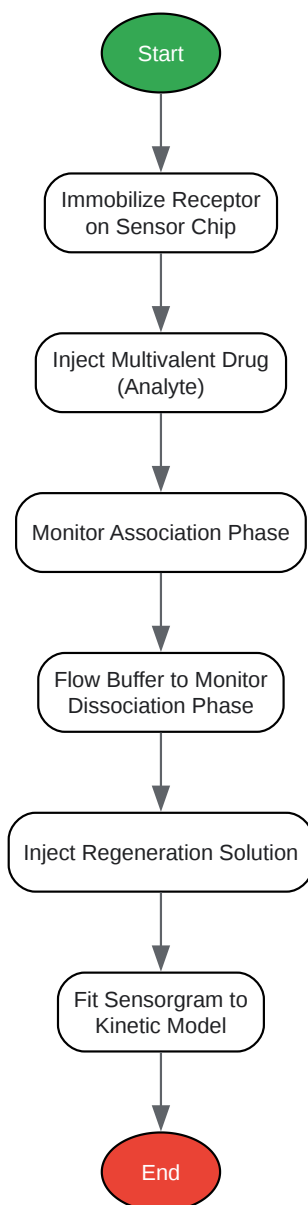 Start
Immobilize Receptor
on Sensor Chip
Inject Multivalent Drug
(Analyte)
Monitor Association Phase
Flow Buffer to Monitor
Dissociation Phase
Inject Regeneration Solution
Fit Sensorgram to
Kinetic Model
End